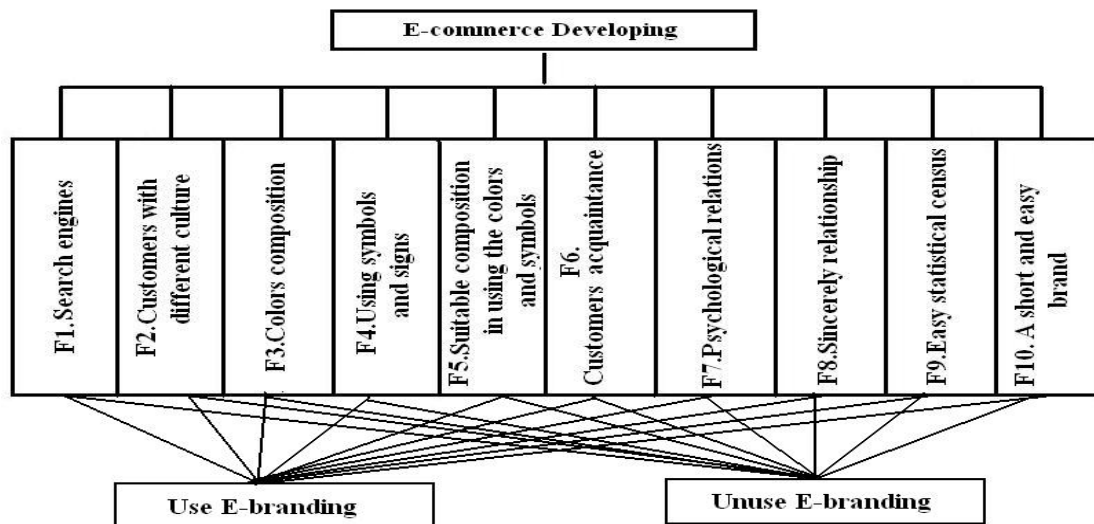 E-commerce Developing
F1.Search engines
F2.Customers with
different culture
F3.Colors composition
F4.Using symbols
and signs
F5.Suitable composition
in using the colors
and symbols
F6.
Customers acquaintance
F7.Psychological relations
F8.Sincerely relationship
F9.Easy statistical census
F10. A short and easy
brand
Use E-branding
Unuse E-branding